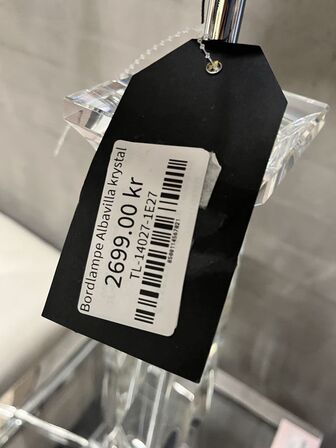 Bordlampe Albavilla krystal
2699.00 kr
TL-14027-1E27